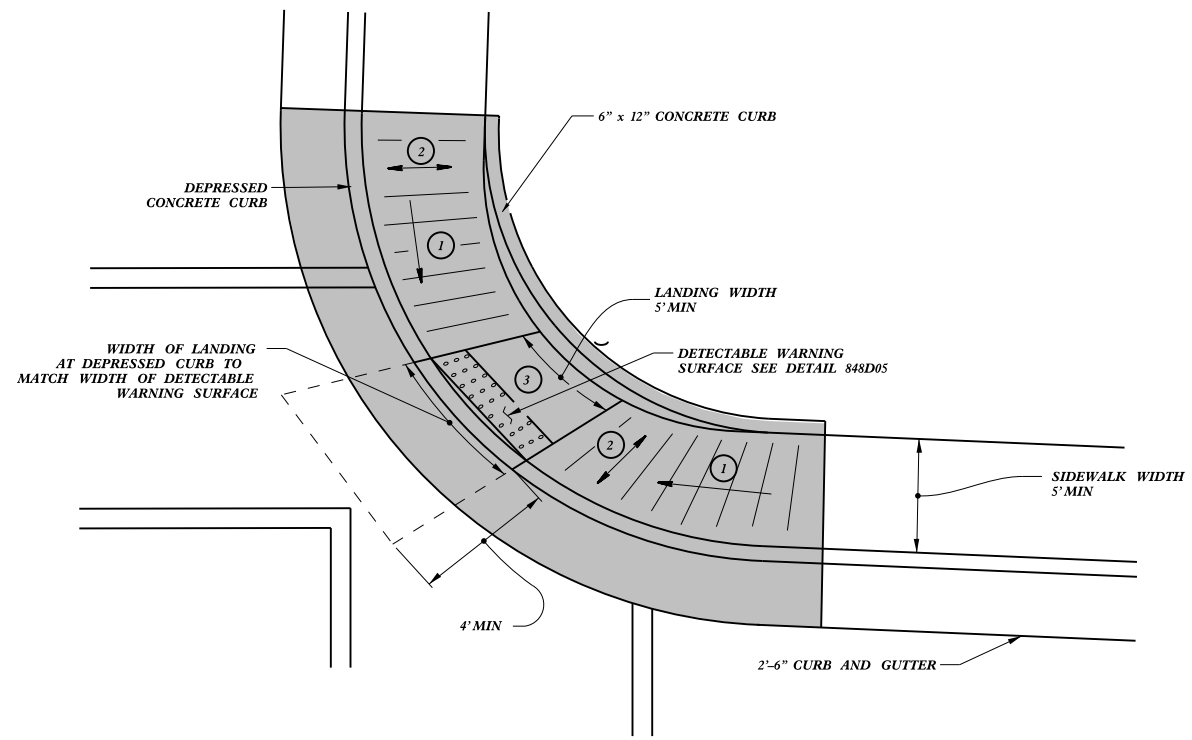 6” x 12” CONCRETE CURB
2
DEPRESSED
CONCRETE CURB
1
LANDING WIDTH
5’ MIN
WIDTH OF LANDING
AT DEPRESSED CURB TO
MATCH WIDTH OF DETECTABLE
WARNING SURFACE
DETECTABLE WARNING
SURFACE SEE DETAIL 848D05
3
2
1
SIDEWALK WIDTH
5’ MIN
4’ MIN
2’–6” CURB AND GUTTER